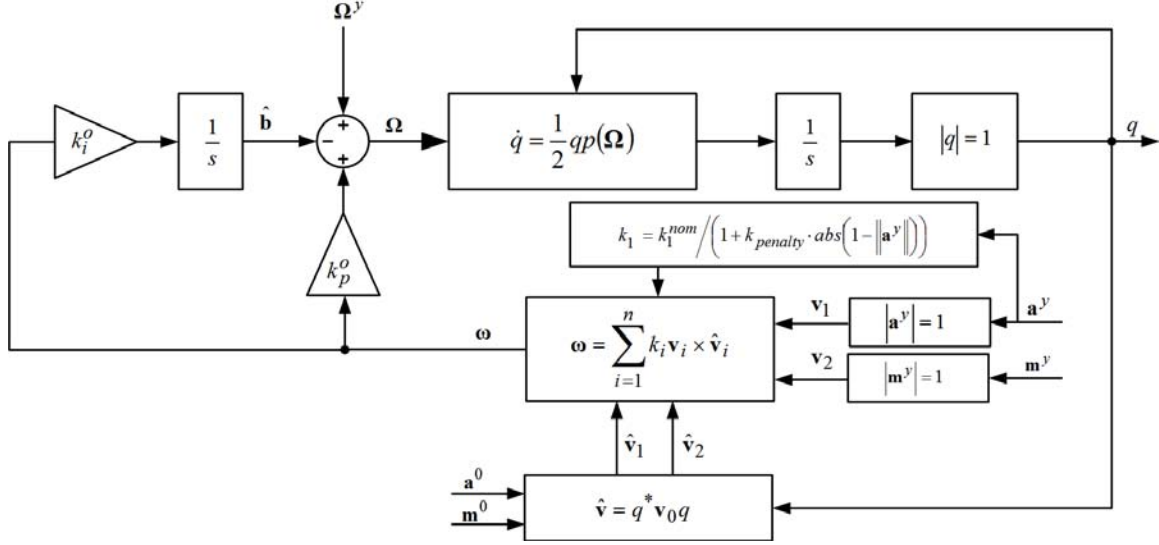 Ω^y
k_i^o
1/s
b̂
+
−
+
Ω
q̇ = 1/2 qp(Ω)
1/s
|q| = 1
q
k_p^o
k_1 = k_1^nom / (1 + k_penalty · abs(1 − ‖a^y‖))
ω
ω = ∑_{i=1}^{n} k_i v_i × v̂_i
v_1
|a^y| = 1
a^y
v_2
|m^y| = 1
m^y
v̂_1
v̂_2
a^0
m^0
v̂ = q^* v_0 q